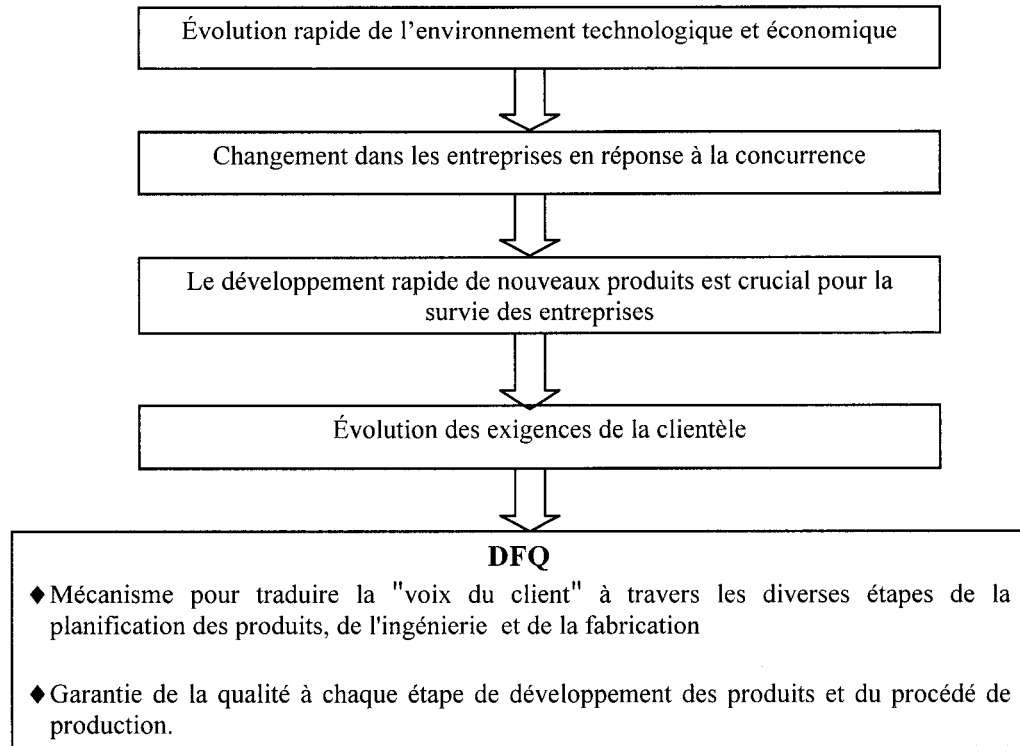 Évolution rapide de l'environnement technologique et économique
Changement dans les entreprises en réponse à la concurrence
Le développement rapide de nouveaux produits est crucial pour la
survie des entreprises
Évolution des exigences de la clientèle
DFQ
♦Mécanisme pour traduire la "voix du client" à travers les diverses étapes de la
planification des produits, de l'ingénierie et de la fabrication
♦Garantie de la qualité à chaque étape de développement des produits et du procédé de
production.